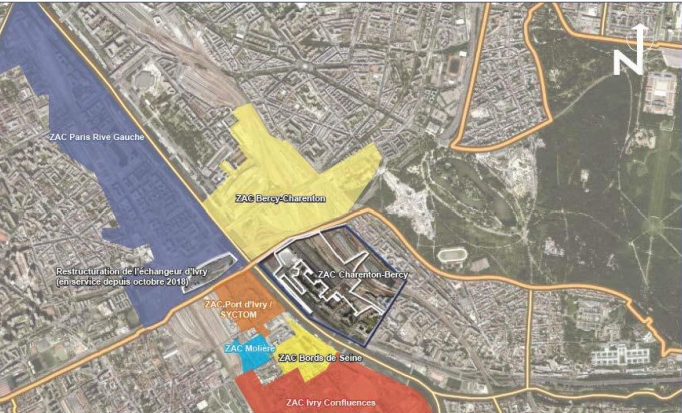 N
ZAC Paris Rive Gauche
ZAC Bercy-Charenton
Restructuration de l'échangeur d'Ivry
(en service depuis octobre 2018)
ZAC Charenton-Bercy
ZAC Port d'Ivry /
SYCTOM
ZAC Molière
ZAC Bords de Seine
ZAC Ivry Confluences